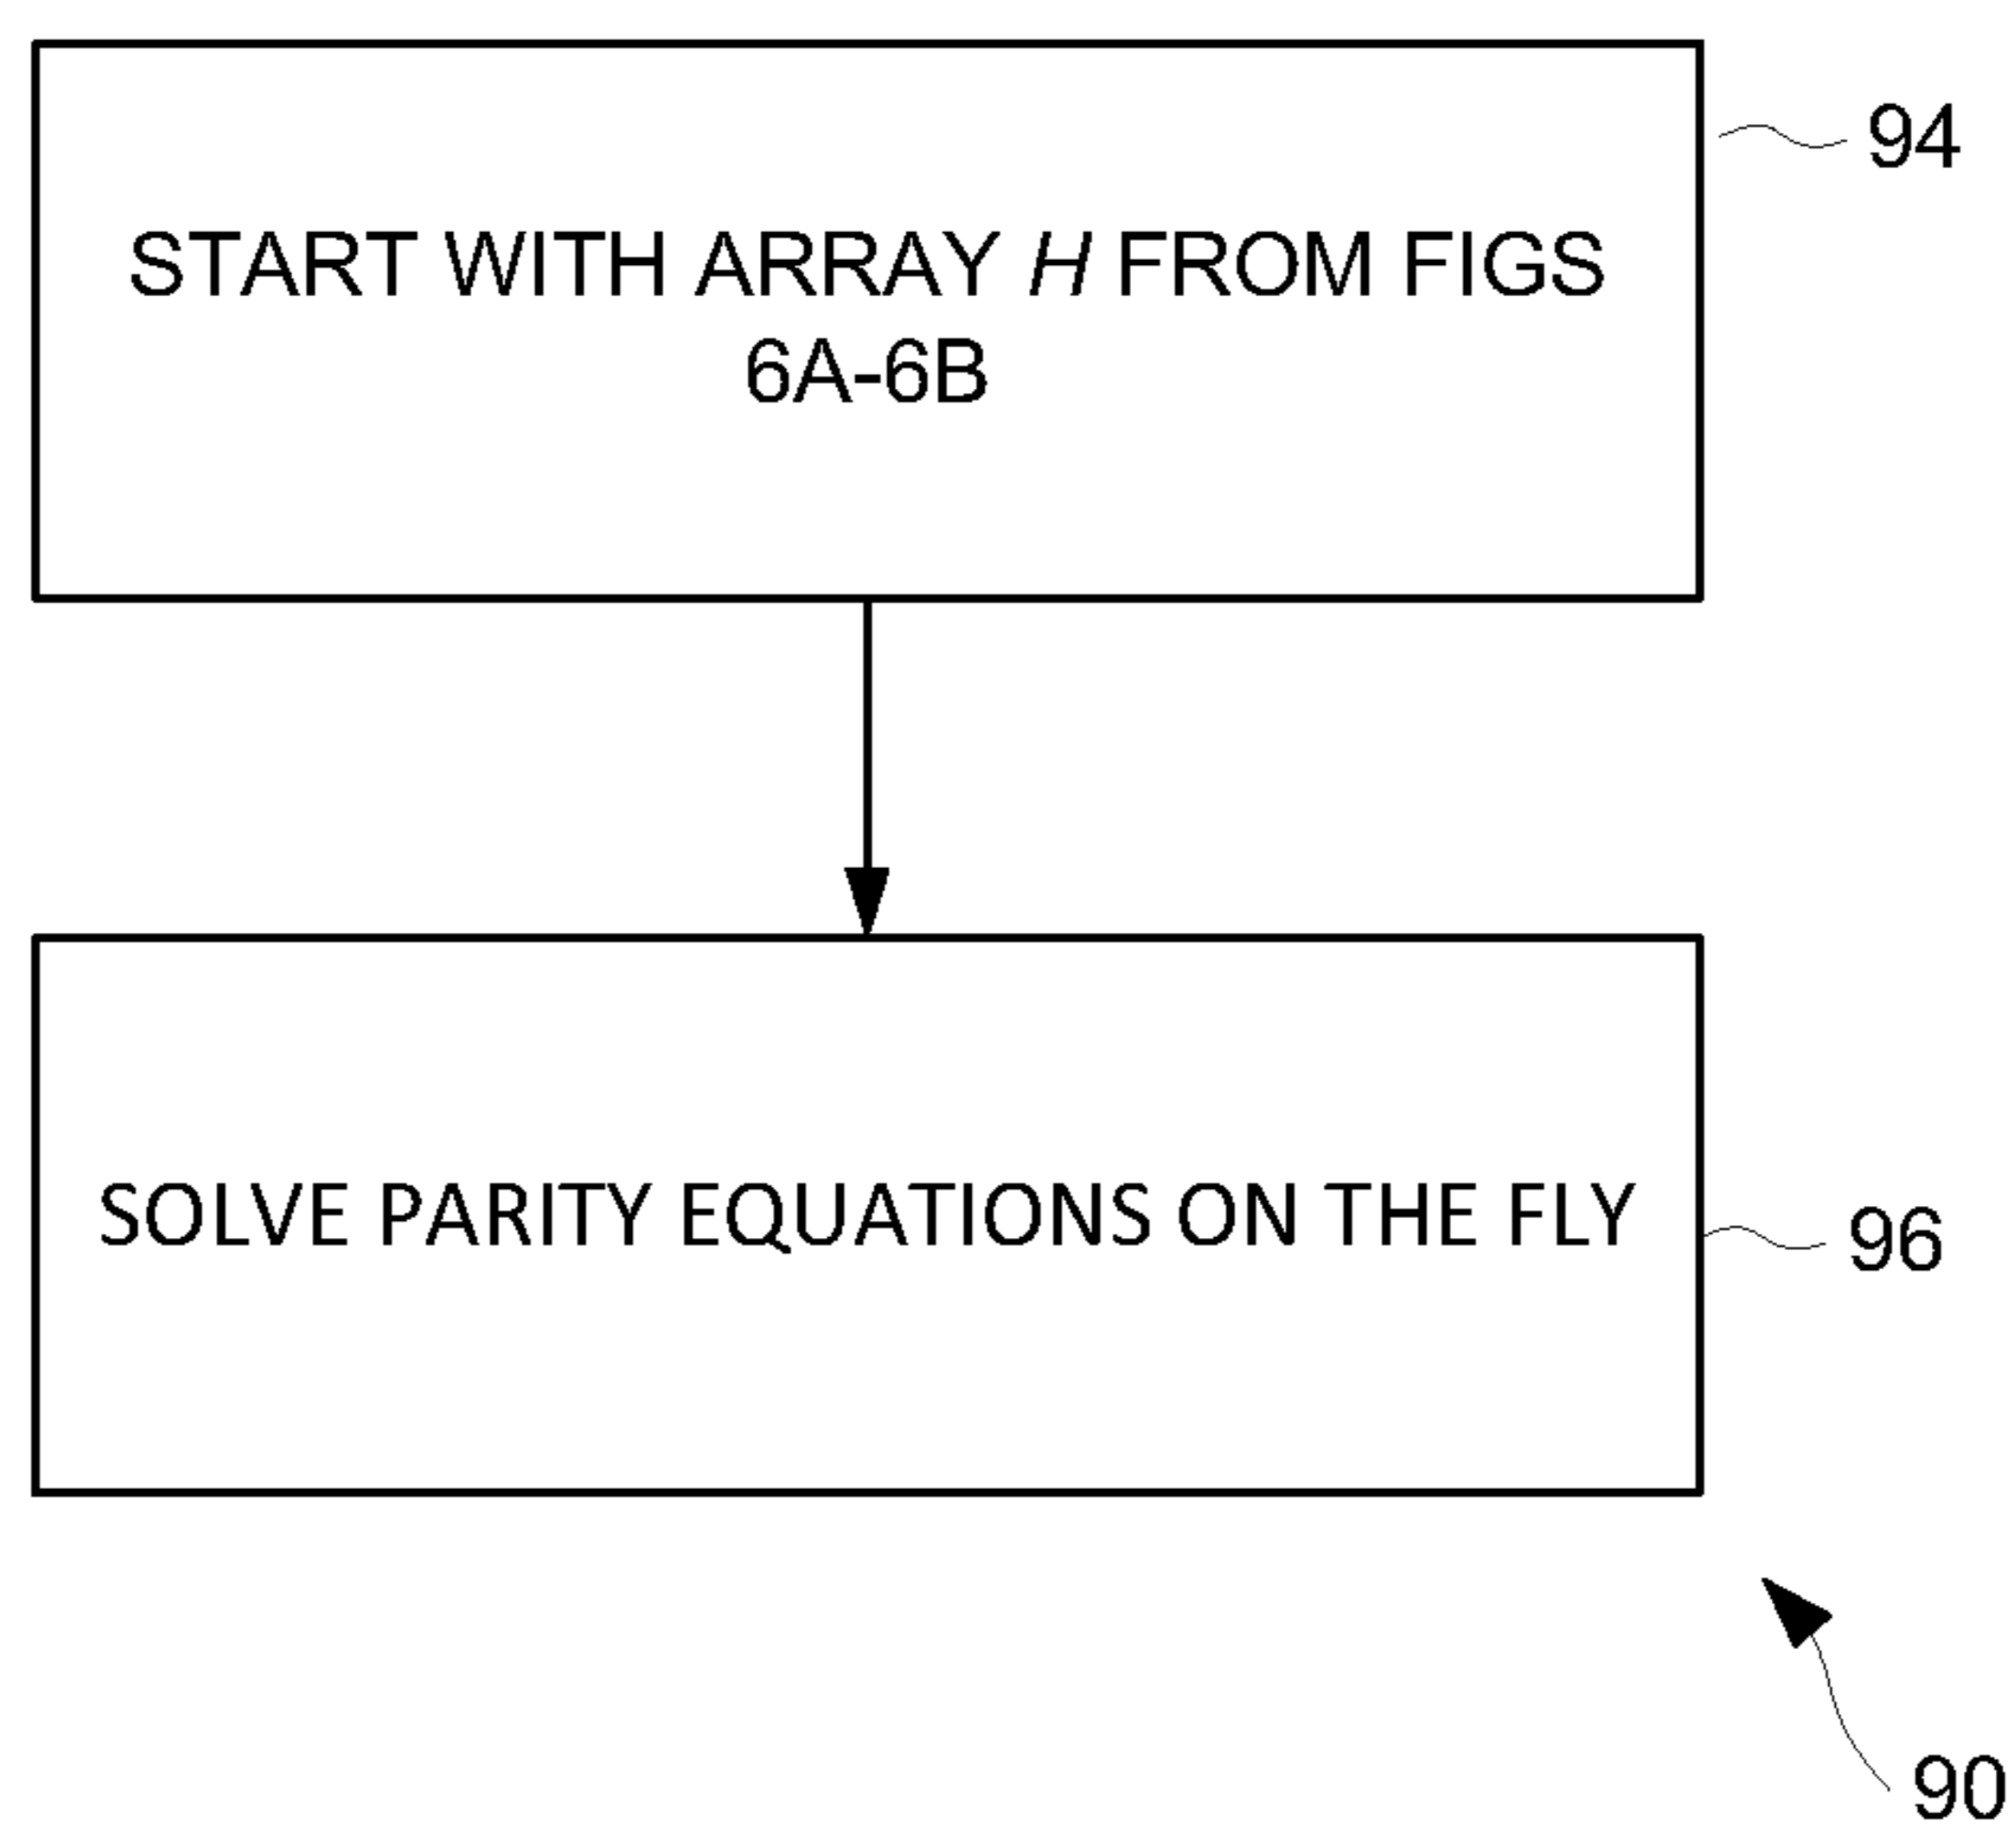 START WITH ARRAY H FROM FIGS
6A-6B
94
SOLVE PARITY EQUATIONS ON THE FLY
96
90